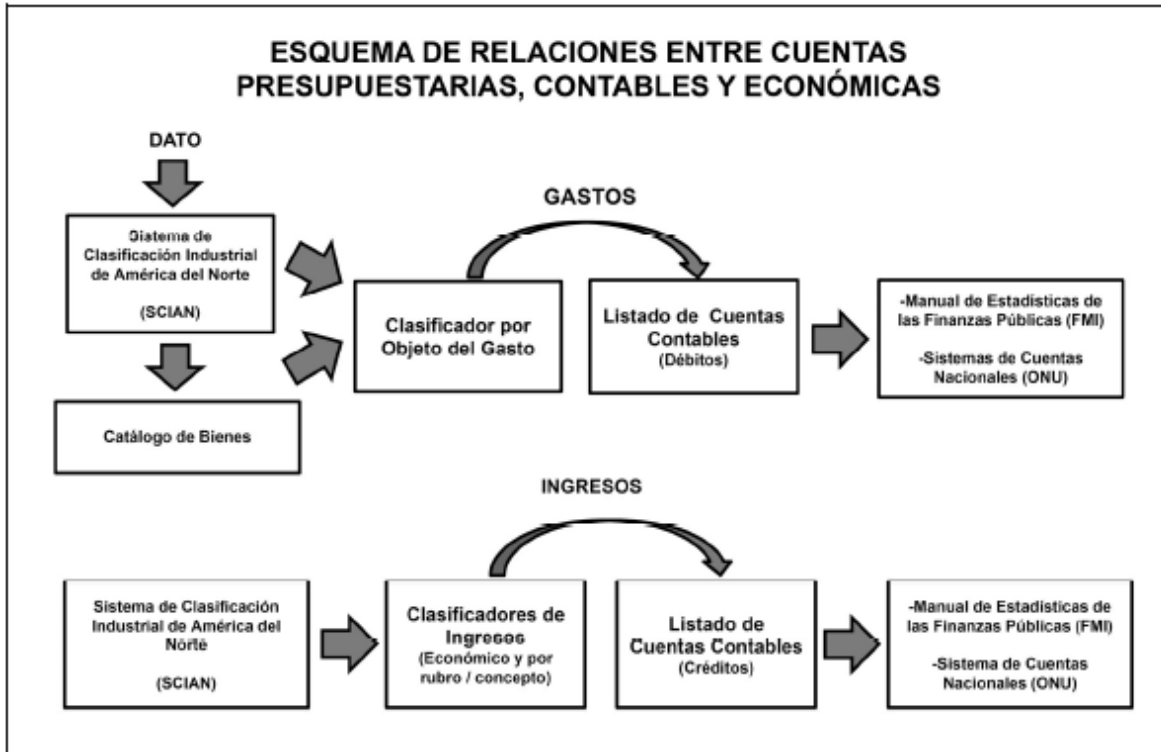 ESQUEMA DE RELACIONES ENTRE CUENTAS
PRESUPUESTARIAS, CONTABLES Y ECONÓMICAS
DATO
GASTOS
Sistema de
Clasificación Industrial
de América del Norte
(SCIAN)
Clasificador por
Objeto del Gasto
Listado de Cuentas
Contables
(Débitos)
-Manual de Estadísticas de
las Finanzas Públicas (FMI)
-Sistemas de Cuentas
Nacionales (ONU)
Catálogo de Bienes
INGRESOS
Sistema de Clasificación
Industrial de América del
Norte
(SCIAN)
Clasificadores de
Ingresos
(Económico y por
rubro / concepto)
Listado de
Cuentas Contables
(Créditos)
-Manual de Estadísticas de
las Finanzas Públicas (FMI)
-Sistema de Cuentas
Nacionales (ONU)